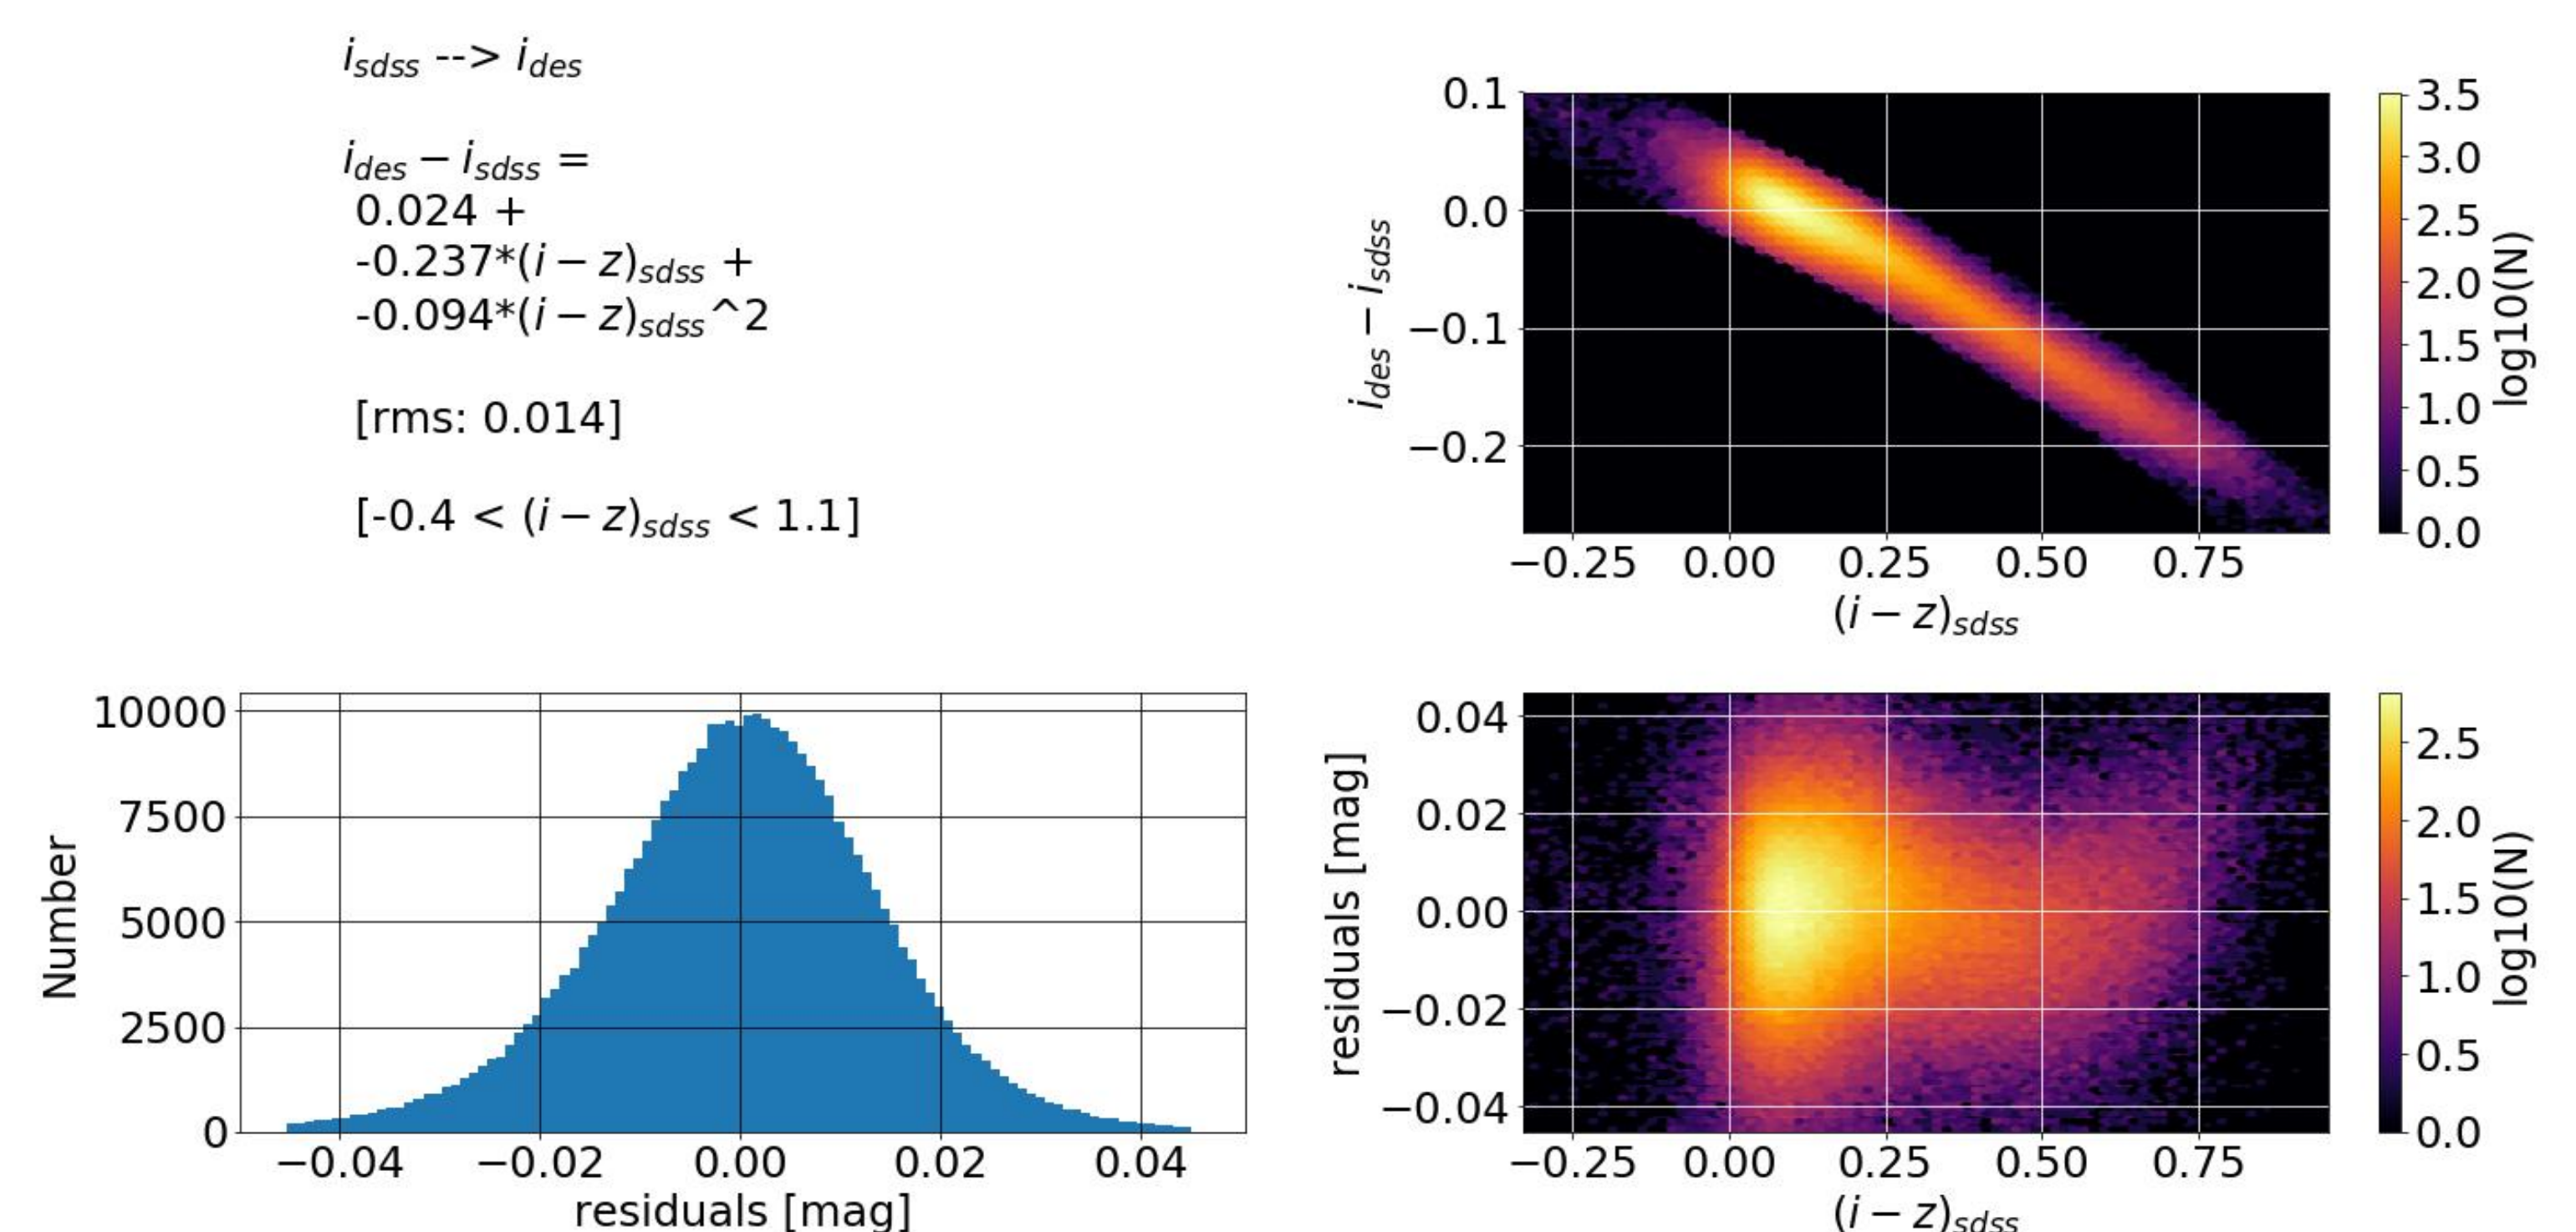 i_sdss --> i_des
i_des − i_sdss =
0.024 +
-0.237*(i − z)_sdss +
-0.094*(i − z)_sdss^2
[rms: 0.014]
[-0.4 < (i − z)_sdss < 1.1]
0.1
0.0
−0.1
−0.2
i_des − i_sdss
−0.25 0.00 0.25 0.50 0.75
(i − z)_sdss
3.5
3.0
2.5
2.0
1.5
1.0
0.5
0.0
log10(N)
10000
7500
5000
2500
0
Number
−0.04 −0.02 0.00 0.02 0.04
residuals [mag]
0.04
0.02
0.00
−0.02
−0.04
residuals [mag]
−0.25 0.00 0.25 0.50 0.75
(i − z)_sdss
2.5
2.0
1.5
1.0
0.5
0.0
log10(N)